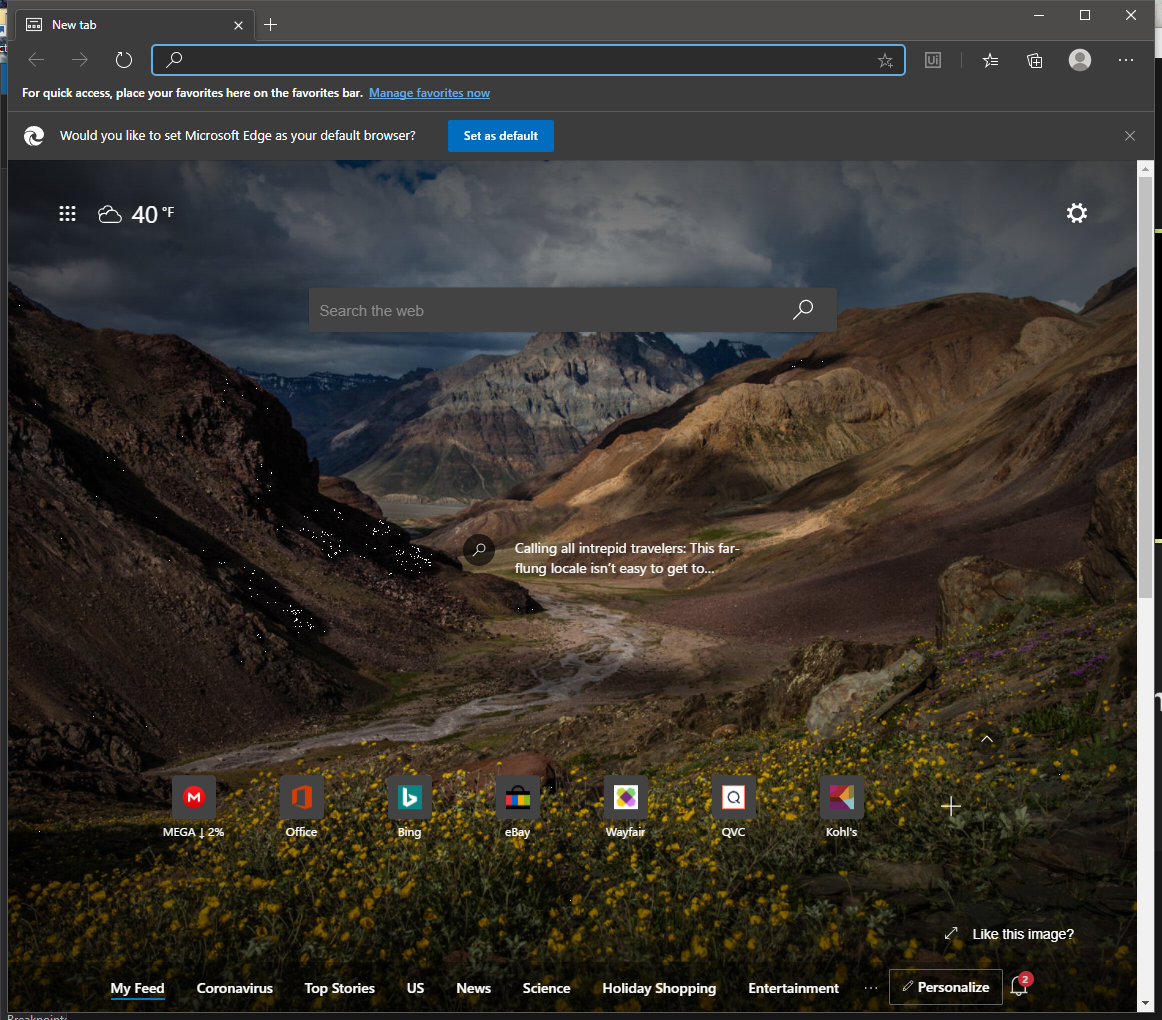 New tab
Ui
For quick access, place your favorites here on the favorites bar. Manage favorites now
Would you like to set Microsoft Edge as your default browser? Set as default
40 °F
Search the web
Calling all intrepid travelers: This far-
flung locale isn't easy to get to...
MEGA ↓ 2% Office Bing eBay Wayfair QVC Kohl's
Like this image?
My Feed Coronavirus Top Stories US News Science Holiday Shopping Entertainment ... Personalize 2